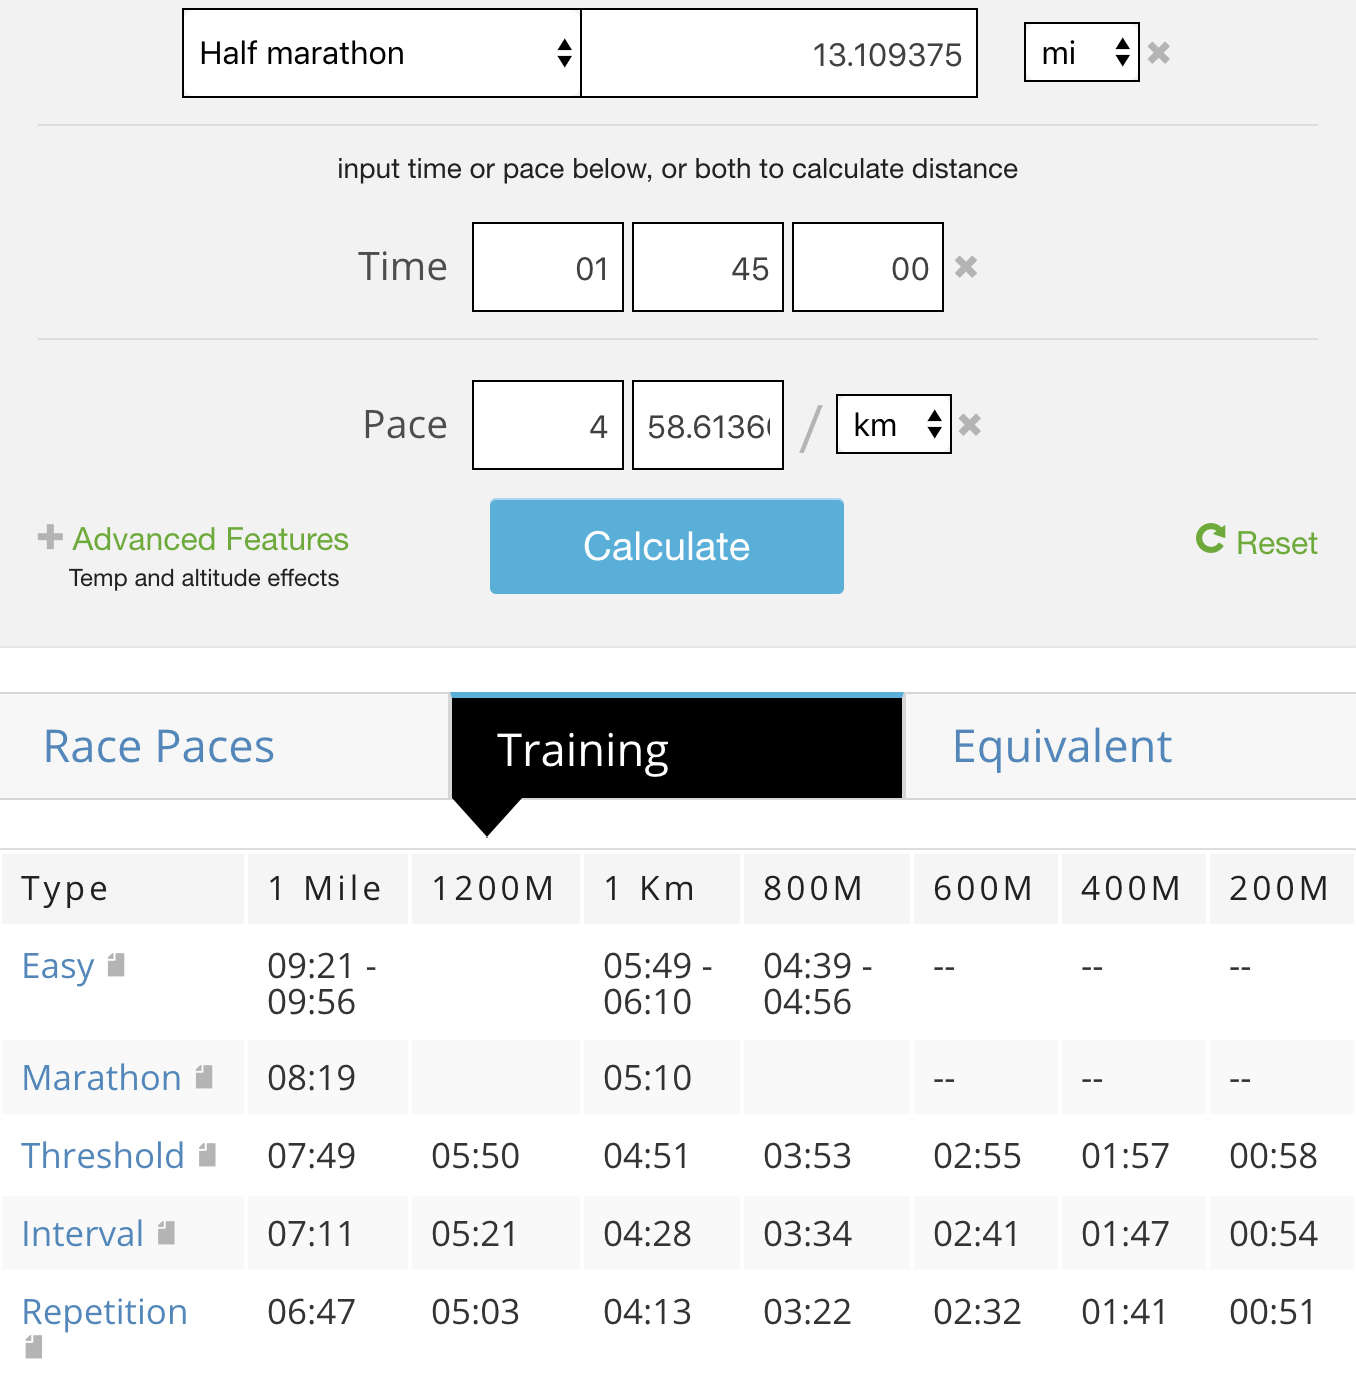 Half marathon 13.109375 mi
input time or pace below, or both to calculate distance
Time 01 45 00
Pace 4 58.6136 / km
Advanced Features Calculate Reset
Temp and altitude effects
Race Paces Training Equivalent
Type 1 Mile 1200M 1 Km 800M 600M 400M 200M
Easy 09:21 - 05:49 - 04:39 - -- -- --
09:56 06:10 04:56
Marathon 08:19 05:10 -- -- --
Threshold 07:49 05:50 04:51 03:53 02:55 01:57 00:58
Interval 07:11 05:21 04:28 03:34 02:41 01:47 00:54
Repetition 06:47 05:03 04:13 03:22 02:32 01:41 00:51